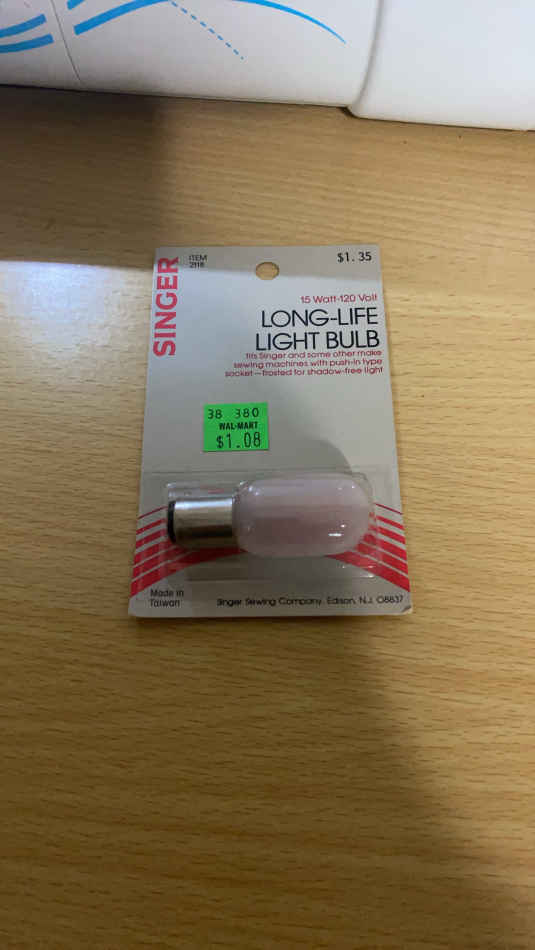 SINGER
ITEM
2118
$1.35
15 Watt-120 Volt
LONG-LIFE
LIGHT BULB
fits Singer and some other make
sewing machines with push-in type
socket—frosted for shadow-free light
38 380
WAL-MART
$1.08
Made in
Taiwan
Singer Sewing Company, Edison, N.J. 08837